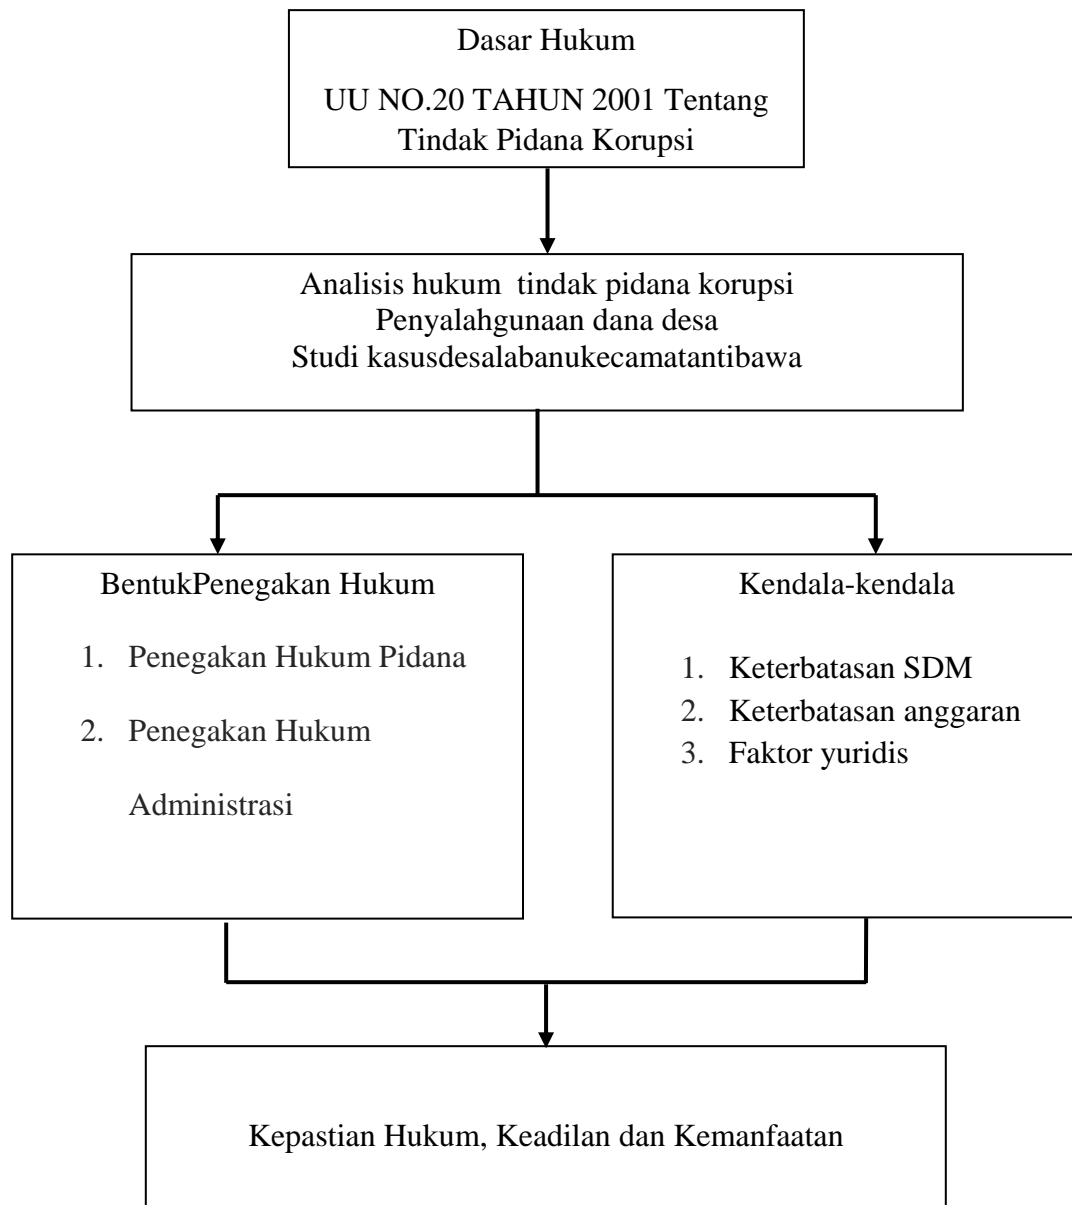 Dasar Hukum
UU NO.20 TAHUN 2001 Tentang
Tindak Pidana Korupsi
Analisis hukum  tindak pidana korupsi
Penyalahgunaan dana desa
Studi kasusdesalabanukecamatantibawa
BentukPenegakan Hukum
1. Penegakan Hukum Pidana
2. Penegakan Hukum
Administrasi
Kendala-kendala
1. Keterbatasan SDM
2. Keterbatasan anggaran
3. Faktor yuridis
Kepastian Hukum, Keadilan dan Kemanfaatan